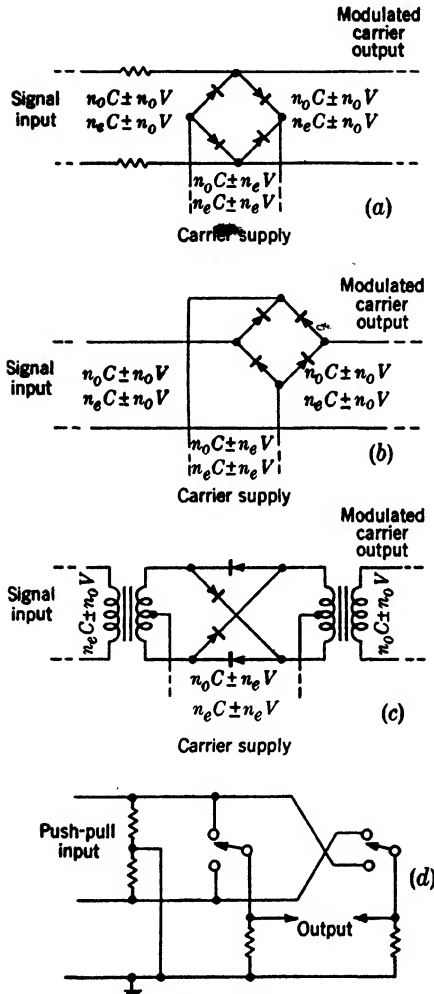 Modulated
carrier
output
Signal
input
n₀C ± n₀V
nₑC ± n₀V
n₀C ± n₀V
nₑC ± n₀V
n₀C ± nₑV
nₑC ± nₑV
(a)
Carrier supply
Modulated
carrier
output
Signal
input
n₀C ± n₀V
nₑC ± n₀V
n₀C ± n₀V
nₑC ± n₀V
n₀C ± nₑV
nₑC ± nₑV
(b)
Carrier supply
Modulated
carrier
output
Signal
input
nₑC ± n₀V
n₀C ± n₀V
n₀C ± nₑV
nₑC ± nₑV
(c)
Carrier supply
Push-pull
input
(d)
Output